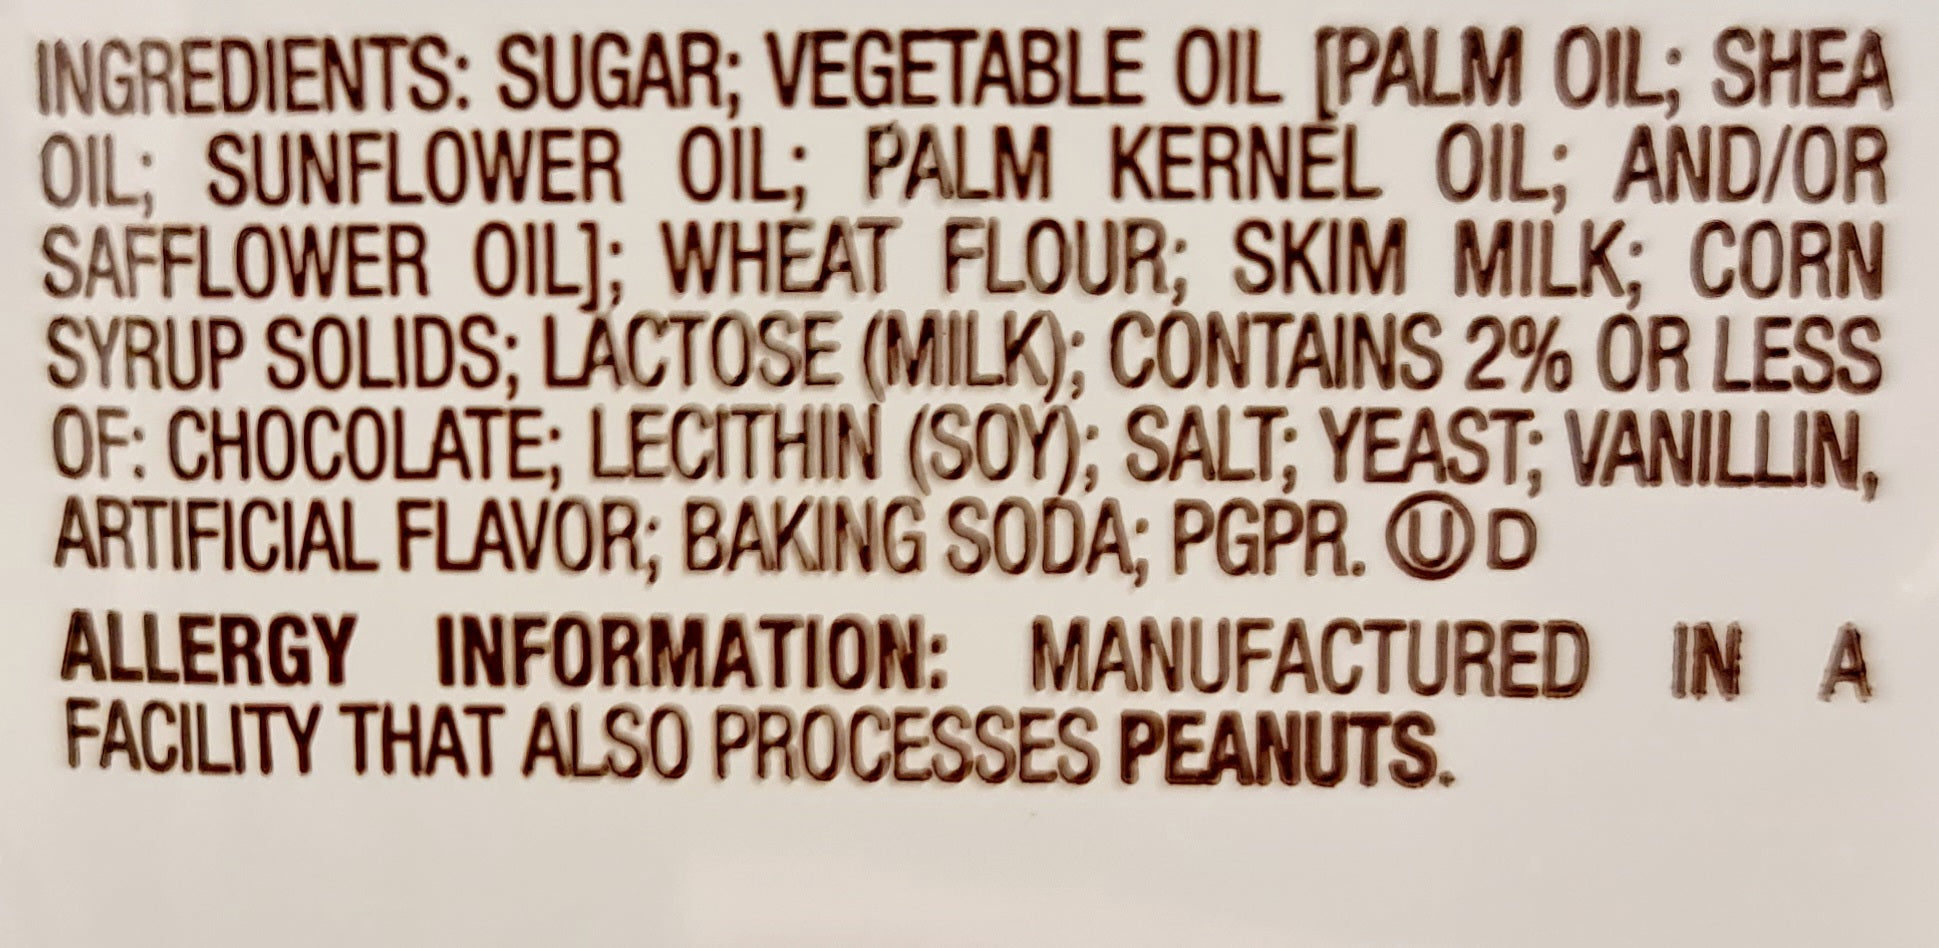 INGREDIENTS: SUGAR; VEGETABLE OIL [PALM OIL; SHEA
OIL; SUNFLOWER OIL; PALM KERNEL OIL; AND/OR
SAFFLOWER OIL]; WHEAT FLOUR; SKIM MILK; CORN
SYRUP SOLIDS; LACTOSE (MILK); CONTAINS 2% OR LESS
OF: CHOCOLATE; LECITHIN (SOY); SALT; YEAST; VANILLIN,
ARTIFICIAL FLAVOR; BAKING SODA; PGPR. Ⓤ D
ALLERGY INFORMATION: MANUFACTURED IN A
FACILITY THAT ALSO PROCESSES PEANUTS.